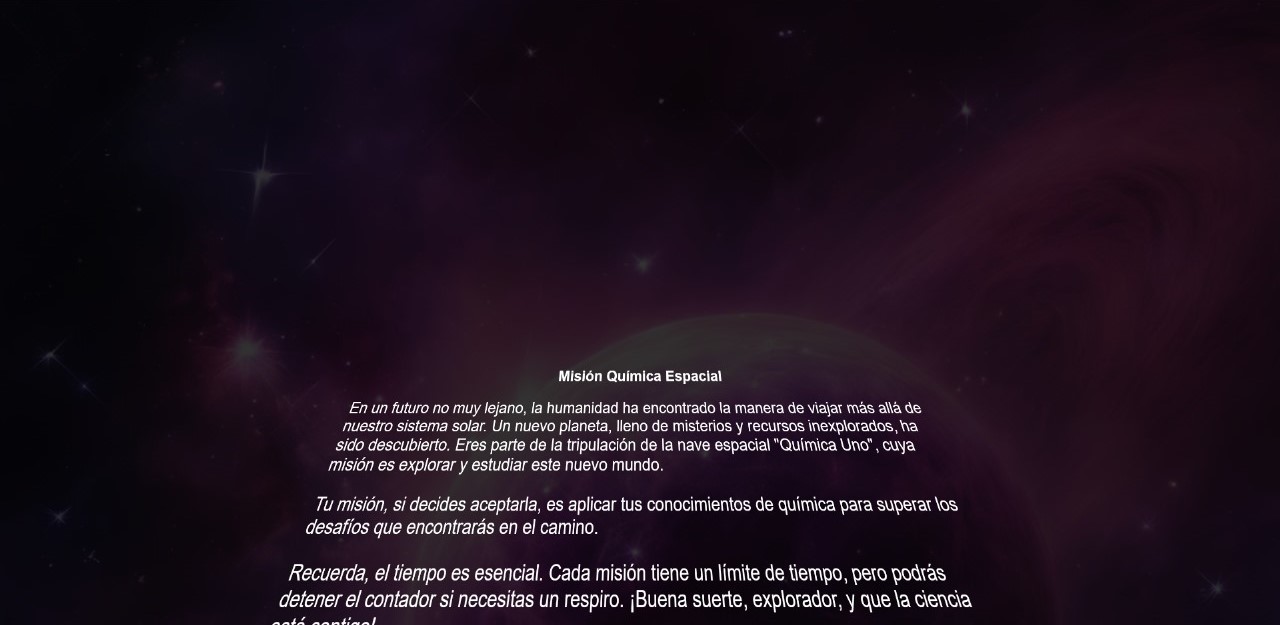 Misión Química Espacial
En un futuro no muy lejano, la humanidad ha encontrado la manera de viajar más allá de
nuestro sistema solar. Un nuevo planeta, lleno de misterios y recursos inexplorados, ha
sido descubierto. Eres parte de la tripulación de la nave espacial "Química Uno", cuya
misión es explorar y estudiar este nuevo mundo.
Tu misión, si decides aceptarla, es aplicar tus conocimientos de química para superar los
desafíos que encontrarás en el camino.
Recuerda, el tiempo es esencial. Cada misión tiene un límite de tiempo, pero podrás
detener el contador si necesitas un respiro. ¡Buena suerte, explorador, y que la ciencia
esté contigo!